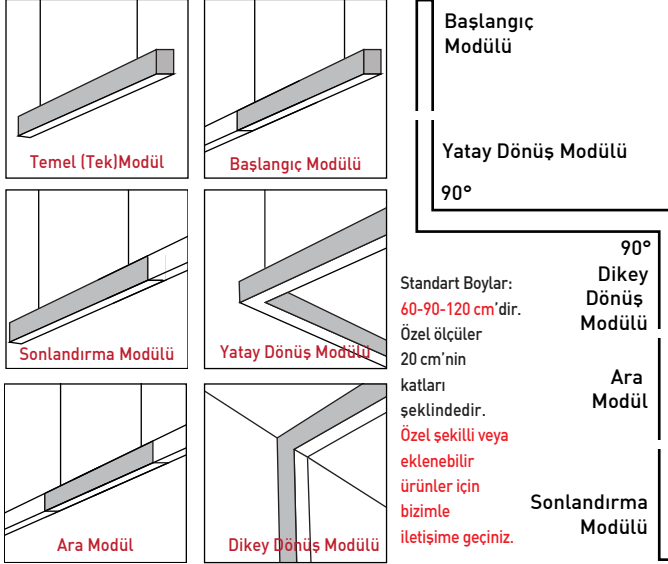 Temel (Tek)Modül
Başlangıç Modülü
Sonlandırma Modülü
Yatay Dönüş Modülü
Ara Modül
Dikey Dönüş Modülü
Başlangıç
Modülü
Yatay Dönüş Modülü
90°
90°
Dikey
Dönüş
Modülü
Ara
Modül
Sonlandırma
Modülü
Standart Boylar:
60-90-120 cm'dir.
Özel ölçüler
20 cm'nin
katları
şeklindedir.
Özel şekilli veya
eklenebilir
ürünler için
bizimle
iletişime geçiniz.